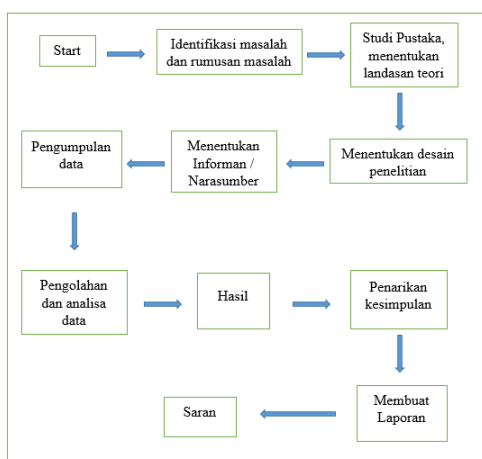 Start
Identifikasi masalah
dan rumusan masalah
Studi Pustaka,
menentukan
landasan teori
Menentukan desain
penelitian
Menentukan
Informan /
Narasumber
Pengumpulan
data
Pengolahan
dan analisa
data
Hasil
Penarikan
kesimpulan
Membuat
Laporan
Saran